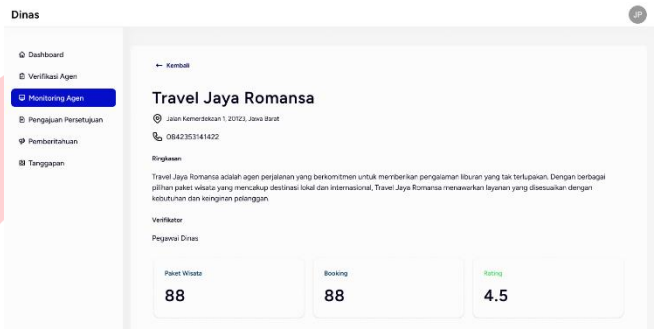 Dinas
JP
Dashboard
Verifikasi Agen
Monitoring Agen
Pengajuan Persetujuan
Pemberitahuan
Tanggapan
← Kembali
Travel Jaya Romansa
Jalan Kemerdekaan 1, 20123, Jawa Barat
0842353141422
Ringkasan
Travel Jaya Romansa adalah agen perjalanan yang berkomitmen untuk memberikan pengalaman liburan yang tak terlupakan. Dengan berbagai
pilihan paket wisata yang mencakup destinasi lokal dan internasional, Travel Jaya Romansa menawarkan layanan yang disesuaikan dengan
kebutuhan dan keinginan pelanggan.
Verifikator
Pegawai Dinas
Paket Wisata
88
Booking
88
Rating
4.5